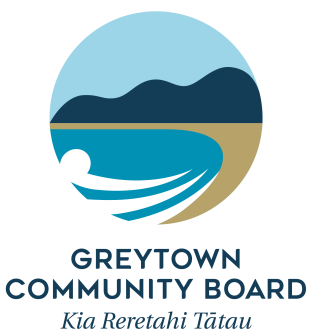 GREYTOWN
COMMUNITY BOARD
Kia Reretahi Tātau